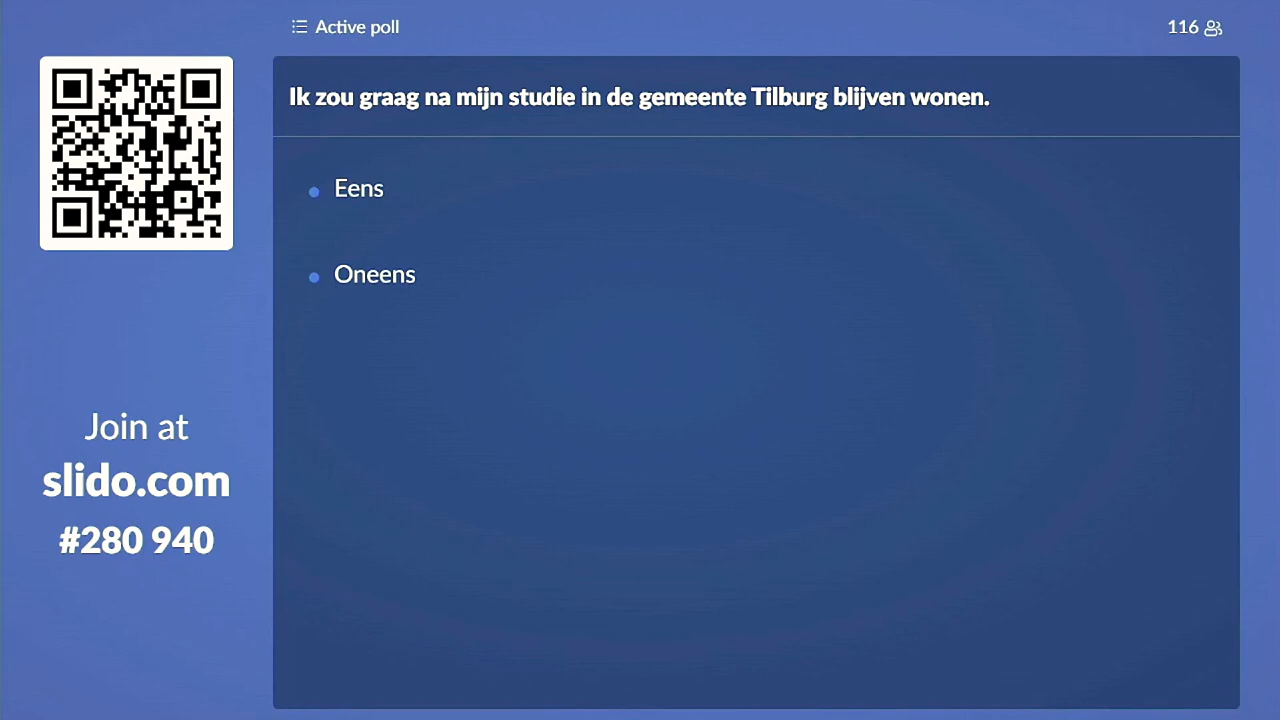 Active poll
116
Ik zou graag na mijn studie in de gemeente Tilburg blijven wonen.
Eens
Oneens
Join at
slido.com
#280 940